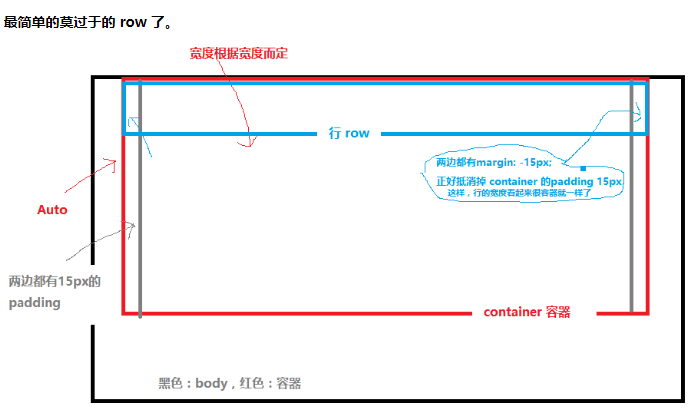 最简单的莫过于的 row 了。
宽度根据宽度而定
行 row
两边都有margin: -15px;
正好抵消掉 container 的padding 15px
这样，行的宽度看起来很容器就一样了
Auto
两边都有15px的
padding
container 容器
黑色：body，红色：容器